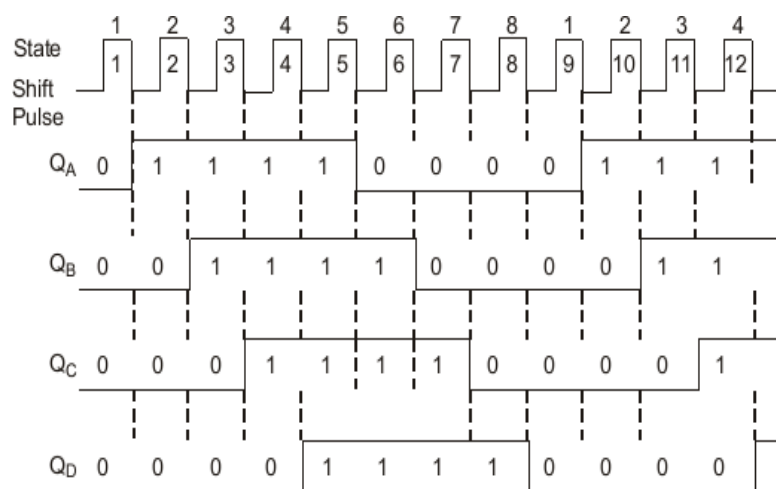 1 2 3 4 5 6 7 8 1 2 3 4
State
1 2 3 4 5 6 7 8 9 10 11 12
Shift
Pulse
QA 0 1 1 1 1 0 0 0 0 1 1 1
QB 0 0 1 1 1 1 0 0 0 0 1 1
QC 0 0 0 1 1 1 1 0 0 0 0 1
QD 0 0 0 0 1 1 1 1 0 0 0 0